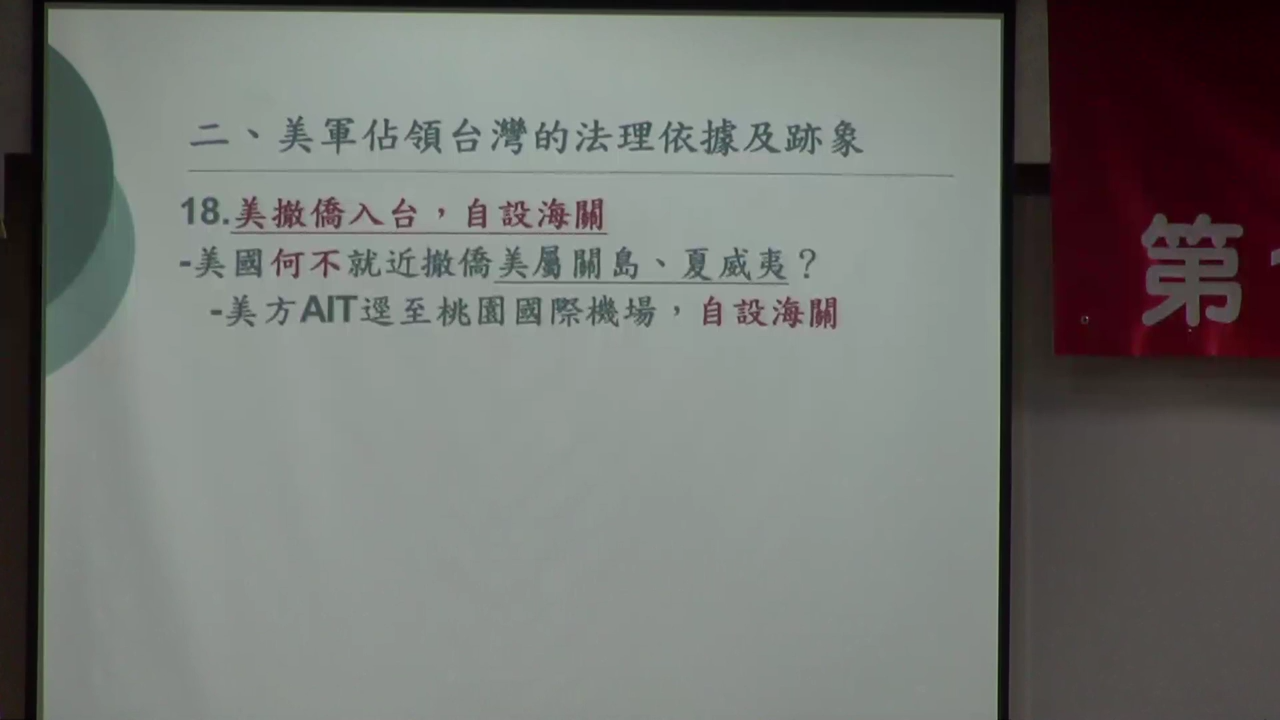 二、美軍佔領台灣的法理依據及跡象
18.美撤僑入台，自設海關
-美國何不就近撤僑美屬關島、夏威夷？
-美方AIT逕至桃園國際機場，自設海關
第